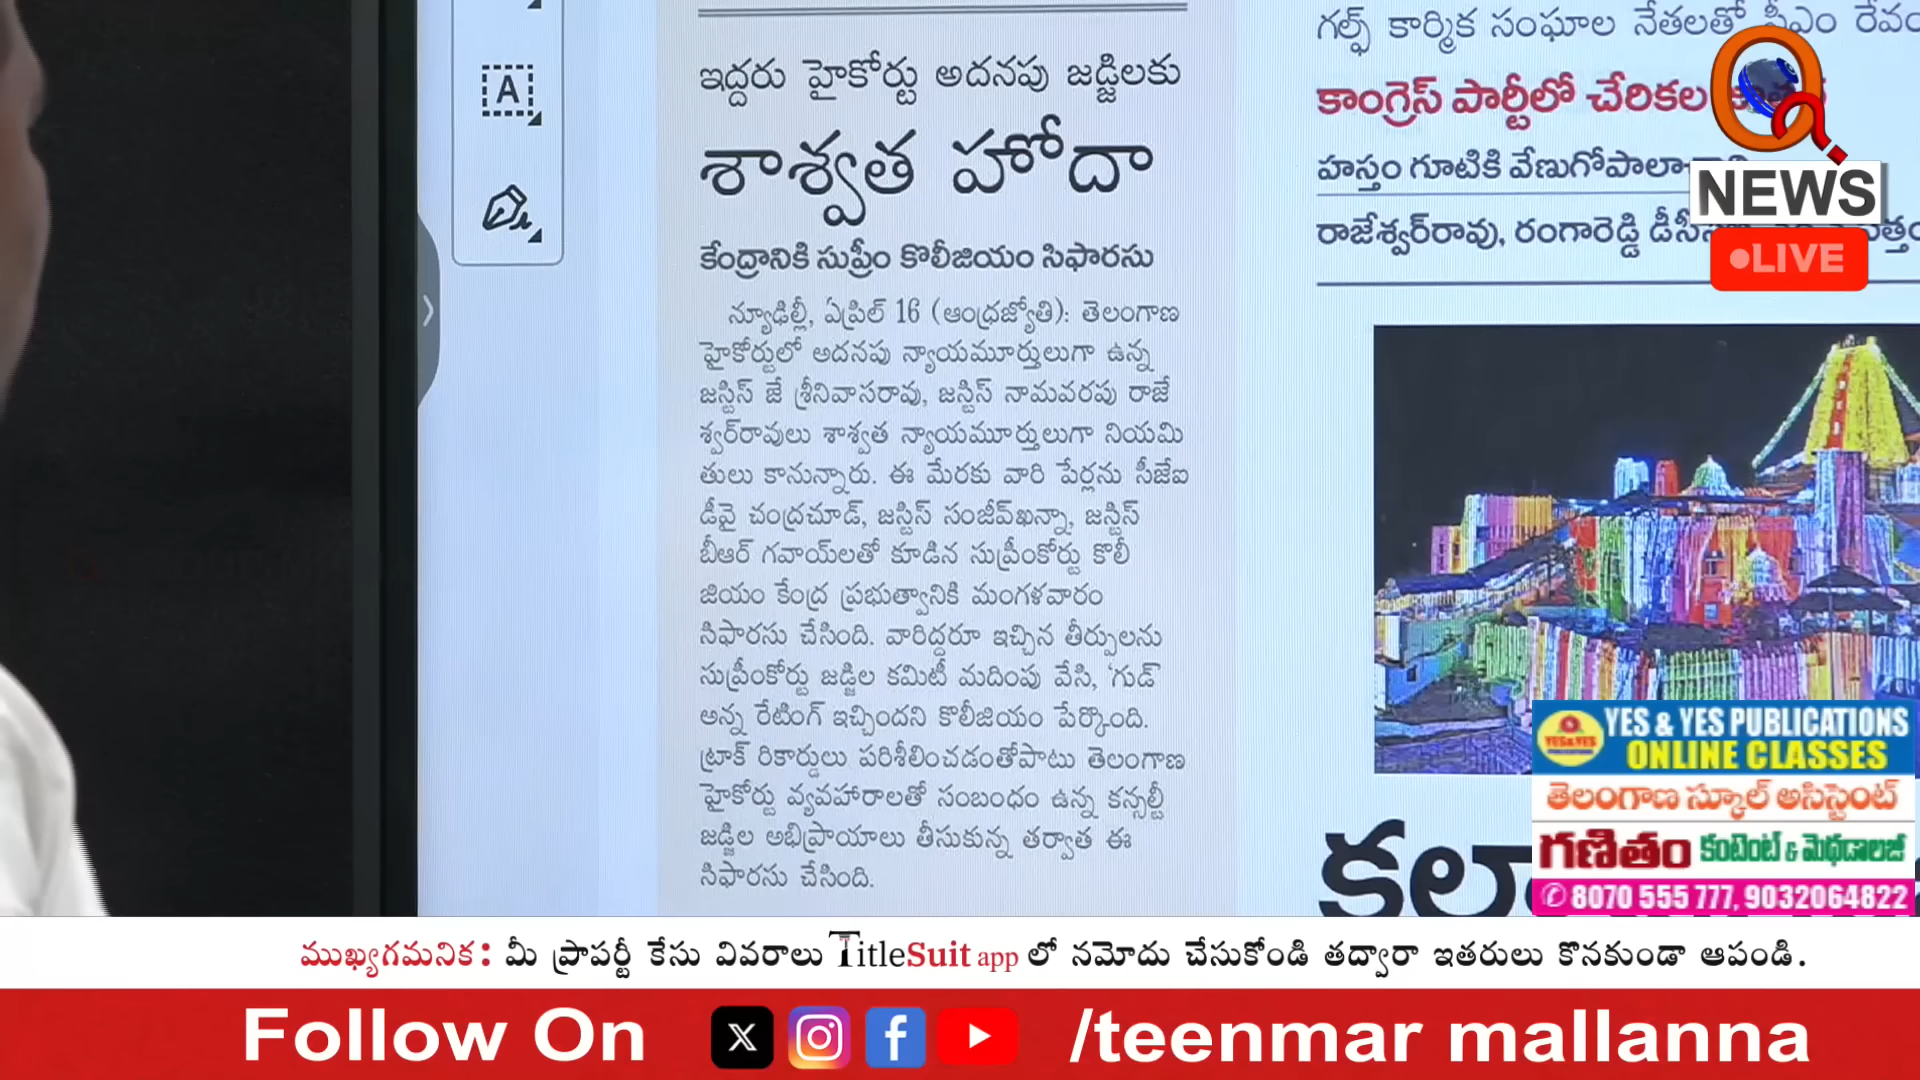 ఇద్దరు హైకోర్టు అదనపు జడ్జిలకు
శాశ్వత హోదా
కేంద్రానికి సుప్రీం కొలీజియం సిఫారసు
న్యూఢిల్లీ, ఏప్రిల్ 16 (ఆంధ్రజ్యోతి): తెలంగాణ
హైకోర్టులో అదనపు న్యాయమూర్తులుగా ఉన్న
జస్టిస్ జే శ్రీనివాసరావు, జస్టిస్ నామవరపు రాజే
శ్వర్‌రావులు శాశ్వత న్యాయమూర్తులుగా నియమి
తులు కానున్నారు. ఈ మేరకు వారి పేర్లను సీజేఐ
డీవై చంద్రచూడ్, జస్టిస్ సంజీవ్‌ఖన్నా, జస్టిస్
బీఆర్ గవాయ్‌లతో కూడిన సుప్రీంకోర్టు కొలీ
జియం కేంద్ర ప్రభుత్వానికి మంగళవారం
సిఫారసు చేసింది. వారిద్దరూ ఇచ్చిన తీర్పులను
సుప్రీంకోర్టు జడ్జిల కమిటీ మదింపు వేసి, ‘గుడ్’
అన్న రేటింగ్ ఇచ్చిందని కొలీజియం పేర్కొంది.
ట్రాక్ రికార్డులు పరిశీలించడంతోపాటు తెలంగాణ
హైకోర్టు వ్యవహారాలతో సంబంధం ఉన్న కన్సల్టీ
జడ్జిల అభిప్రాయాలు తీసుకున్న తర్వాత ఈ
సిఫారసు చేసింది.
గల్ఫ్ కార్మిక సంఘాల నేతలతో సీఎం
కాంగ్రెస్ పార్టీలో చేరికల
హస్తం గూటికి
రాజేశ్వర్‌రావు, రంగారెడ్డి
Q NEWS
LIVE
YES & YES PUBLICATIONS
ONLINE CLASSES
తెలంగాణ స్కూల్ అసిస్టెంట్
గణితం కంటెంట్ & మెథడాలజీ
8070 555 777, 9032064822
ముఖ్యగమనిక: మీ ప్రాపర్టీ కేసు వివరాలు TitleSuit app లో నమోదు చేసుకోండి తద్వారా ఇతరులు కొనకుండా ఆపండి.
Follow On /teenmar mallanna